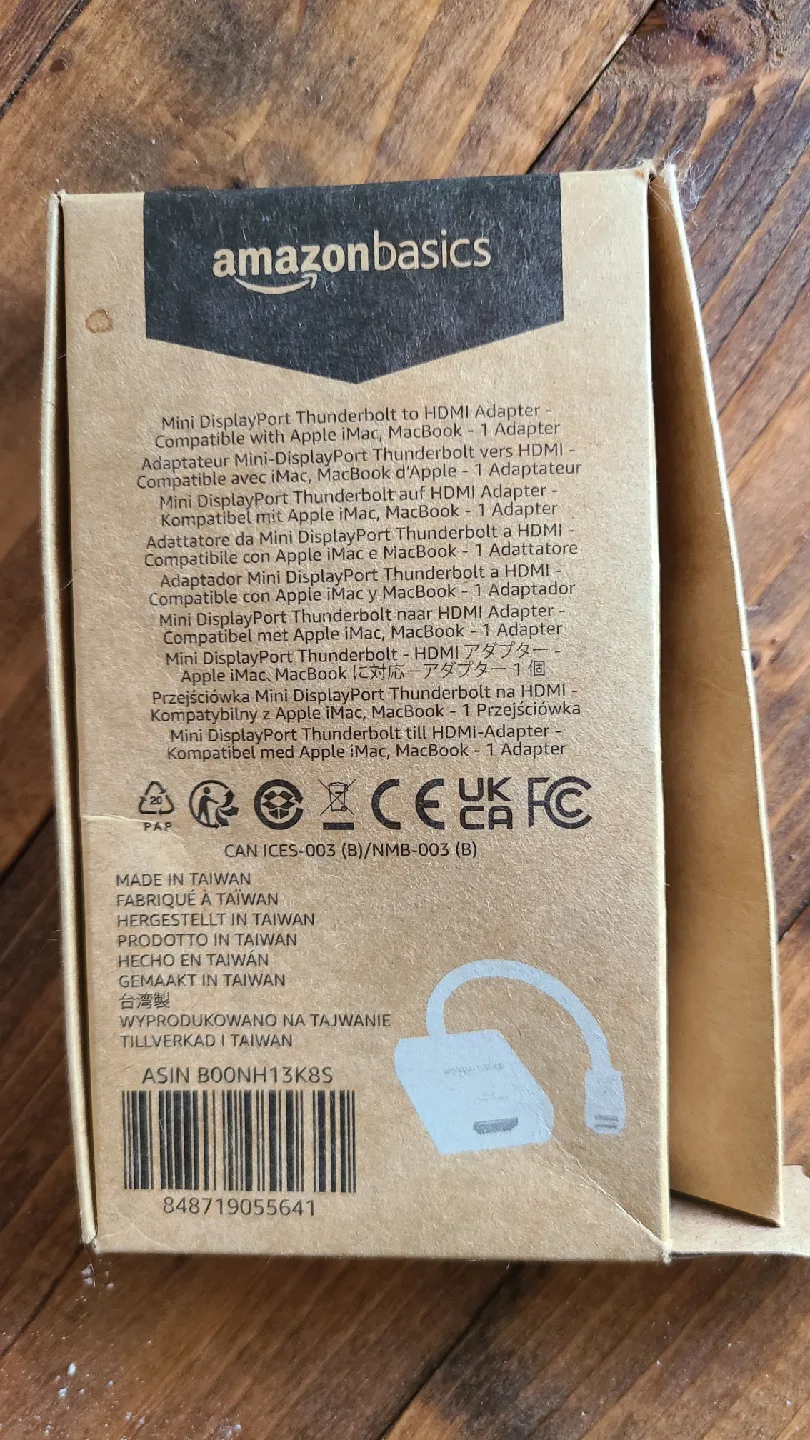 amazonbasics
Mini DisplayPort Thunderbolt to HDMI Adapter -
Compatible with Apple iMac, MacBook - 1 Adapter
Adaptateur Mini-DisplayPort Thunderbolt vers HDMI -
Compatible avec iMac, MacBook d'Apple - 1 Adaptateur
Mini DisplayPort Thunderbolt auf HDMI Adapter -
Kompatibel mit Apple iMac, MacBook - 1 Adapter
Adattatore da Mini DisplayPort Thunderbolt a HDMI -
Compatibile con Apple iMac e MacBook - 1 Adattatore
Adaptador Mini DisplayPort Thunderbolt a HDMI -
Compatible con Apple iMac y MacBook - 1 Adaptador
Mini DisplayPort Thunderbolt naar HDMI Adapter -
Compatibel met Apple iMac, MacBook - 1 Adapter
Mini DisplayPort Thunderbolt - HDMI アダプター -
Apple iMac、MacBook に対応 – アダプター 1 個
Przejściówka Mini DisplayPort Thunderbolt na HDMI -
Kompatybilny z Apple iMac, MacBook - 1 Przejściówka
Mini DisplayPort Thunderbolt till HDMI-Adapter -
Kompatibel med Apple iMac, MacBook - 1 Adapter
20
PAP
CE
UK
CA
FC
CAN ICES-003 (B)/NMB-003 (B)
MADE IN TAIWAN
FABRIQUÉ À TAÏWAN
HERGESTELLT IN TAIWAN
PRODOTTO IN TAIWAN
HECHO EN TAIWÁN
GEMAAKT IN TAIWAN
台湾製
WYPRODUKOWANO NA TAJWANIE
TILLVERKAD I TAIWAN
ASIN B00NH13K8S
848719055641